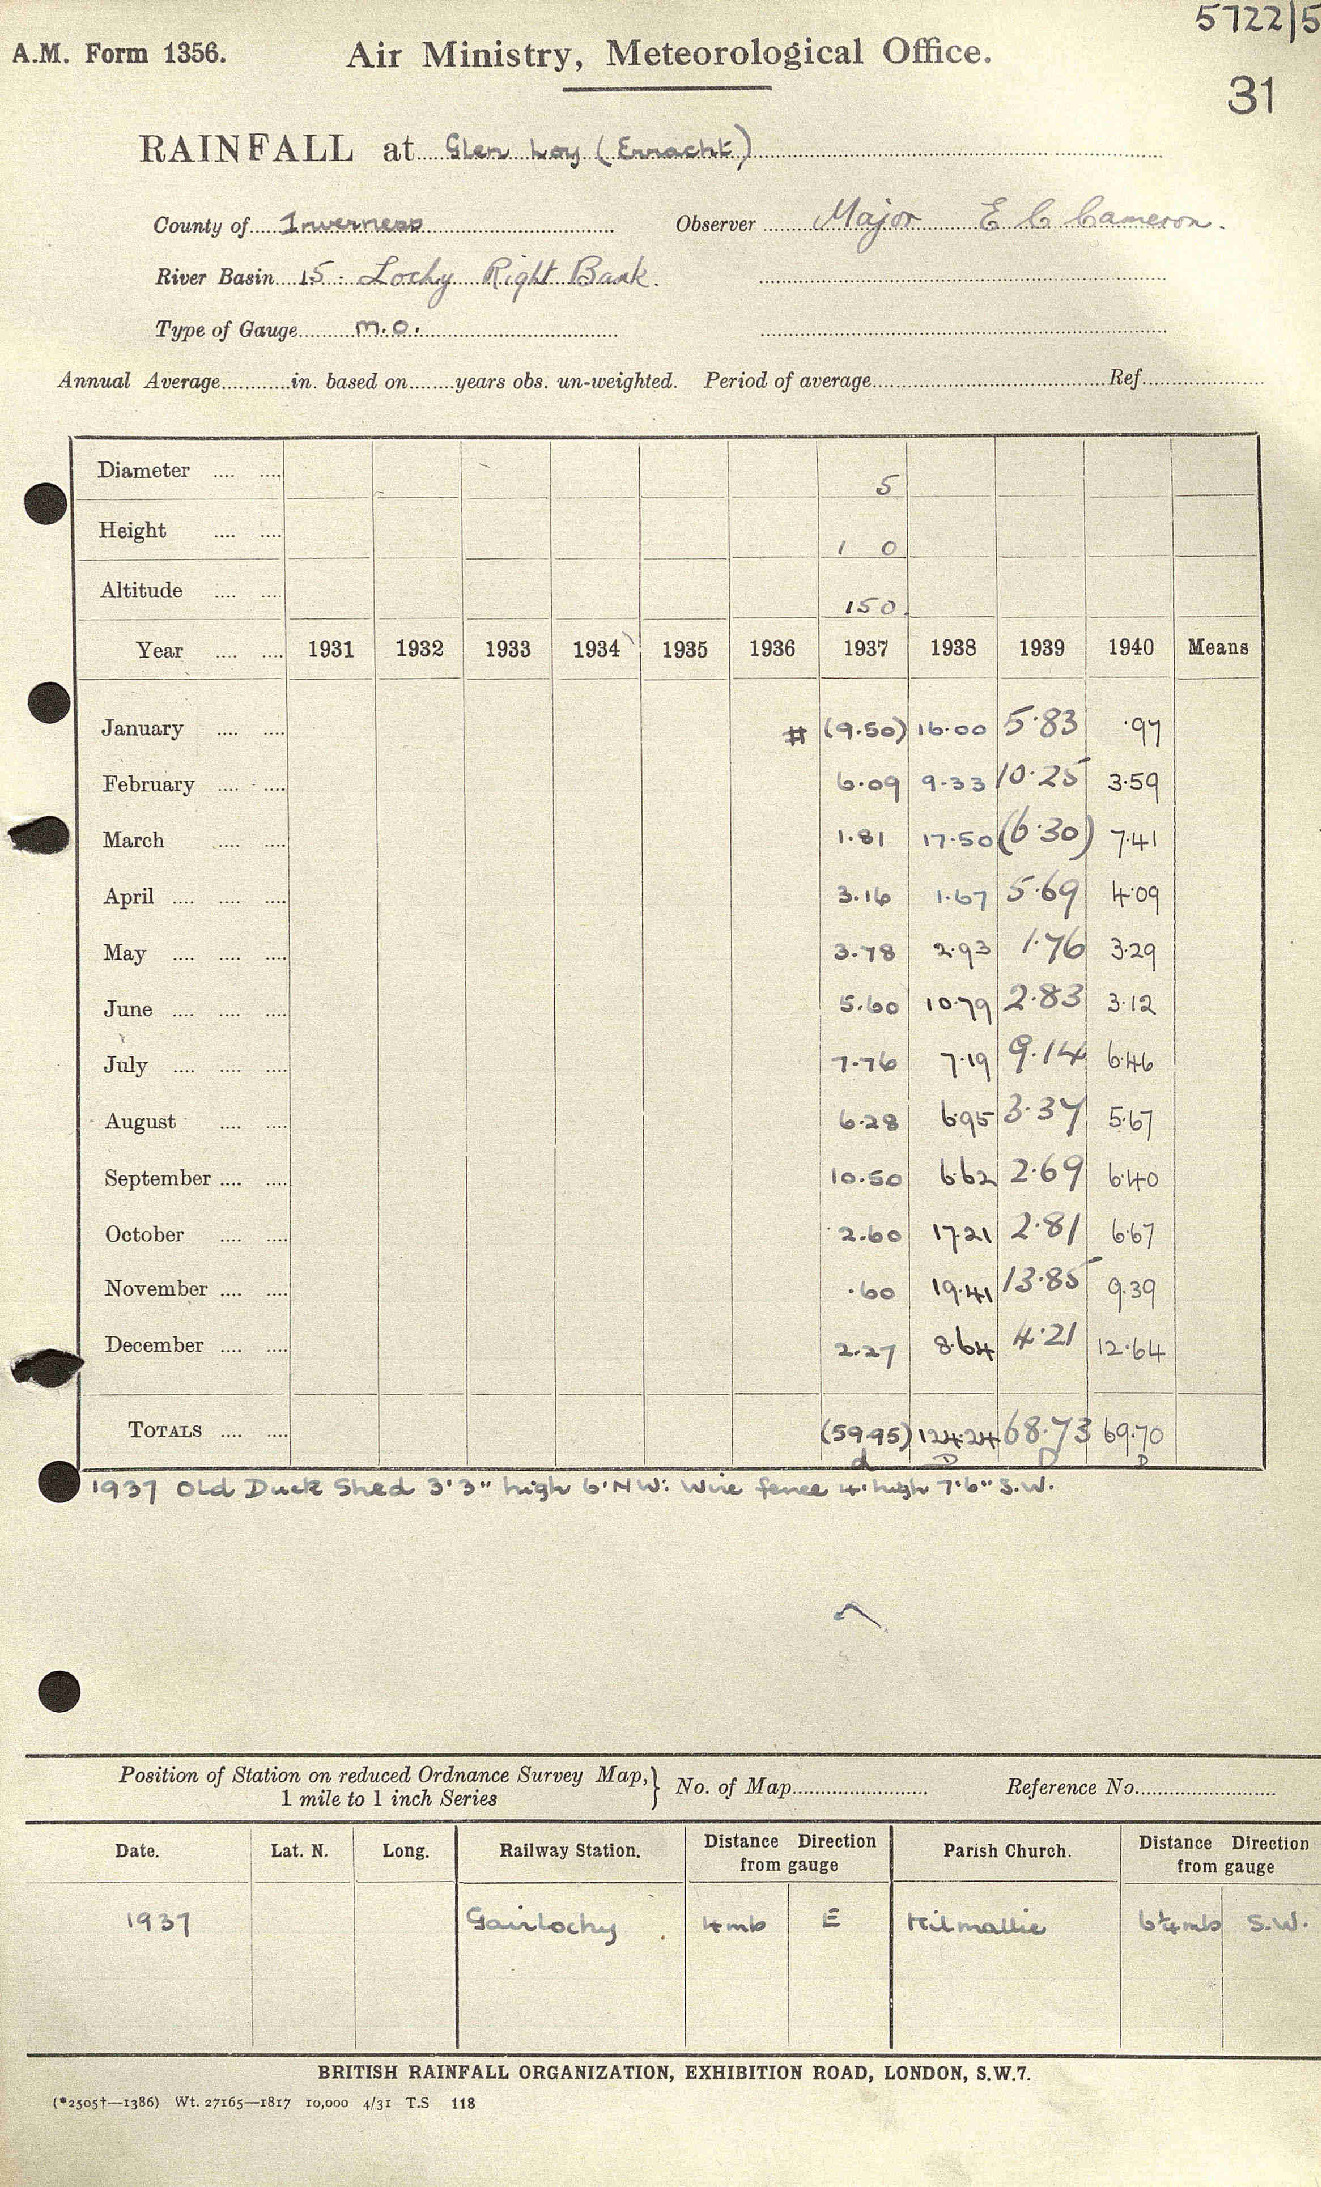 5722/5
A.M. Form 1356. Air Ministry, Meteorological Office.
31
RAINFALL at Glen Loy (Erracht)
County of Inverness Observer Major E C Cameron.
River Basin 15. Lochy Right Bank.
Type of Gauge M.O.
Annual Average............in. based on........years obs. un-weighted. Period of average............Ref............
Diameter .... .... 5
Height .... .... 1 0
Altitude .... .... 150.
Year .... .... 1931 1932 1933 1934 1935 1936 1937 1938 1939 1940 Means
January .... .... # (9.50) 16.00 5.83 .97
February .... .... 6.09 9.33 10.25 3.59
March .... .... 1.81 17.50 (6.30) 7.41
April .... .... .... 3.16 1.67 5.69 4.09
May .... .... .... 3.78 2.93 1.76 3.29
June .... .... .... 5.60 10.79 2.83 3.12
July .... .... .... 7.76 7.19 9.14 6.46
August .... .... 6.28 6.95 3.37 5.67
September .... .... 10.50 6.62 2.69 6.40
October .... .... 2.60 17.21 2.81 6.67
November .... .... .60 19.41 13.85 9.39
December .... .... 2.27 8.64 4.21 12.64
TOTALS .... .... (59.95) 124.24 68.73 69.70
d D D D
1937 Old Duck Shed 3'3" high 6' NW: Wire fence 4' high 7'6" S.W.
Position of Station on reduced Ordnance Survey Map, } No. of Map............ Reference No............
1 mile to 1 inch Series
Date. Lat. N. Long. Railway Station. Distance Direction from gauge Parish Church. Distance Direction from gauge
1937 Gairlochy 4 mls E Kilmallie 6¼ mls S.W.
BRITISH RAINFALL ORGANIZATION, EXHIBITION ROAD, LONDON, S.W.7.
(*2505†—1386) Wt. 27165—1817 10,000 4/31 T.S 118